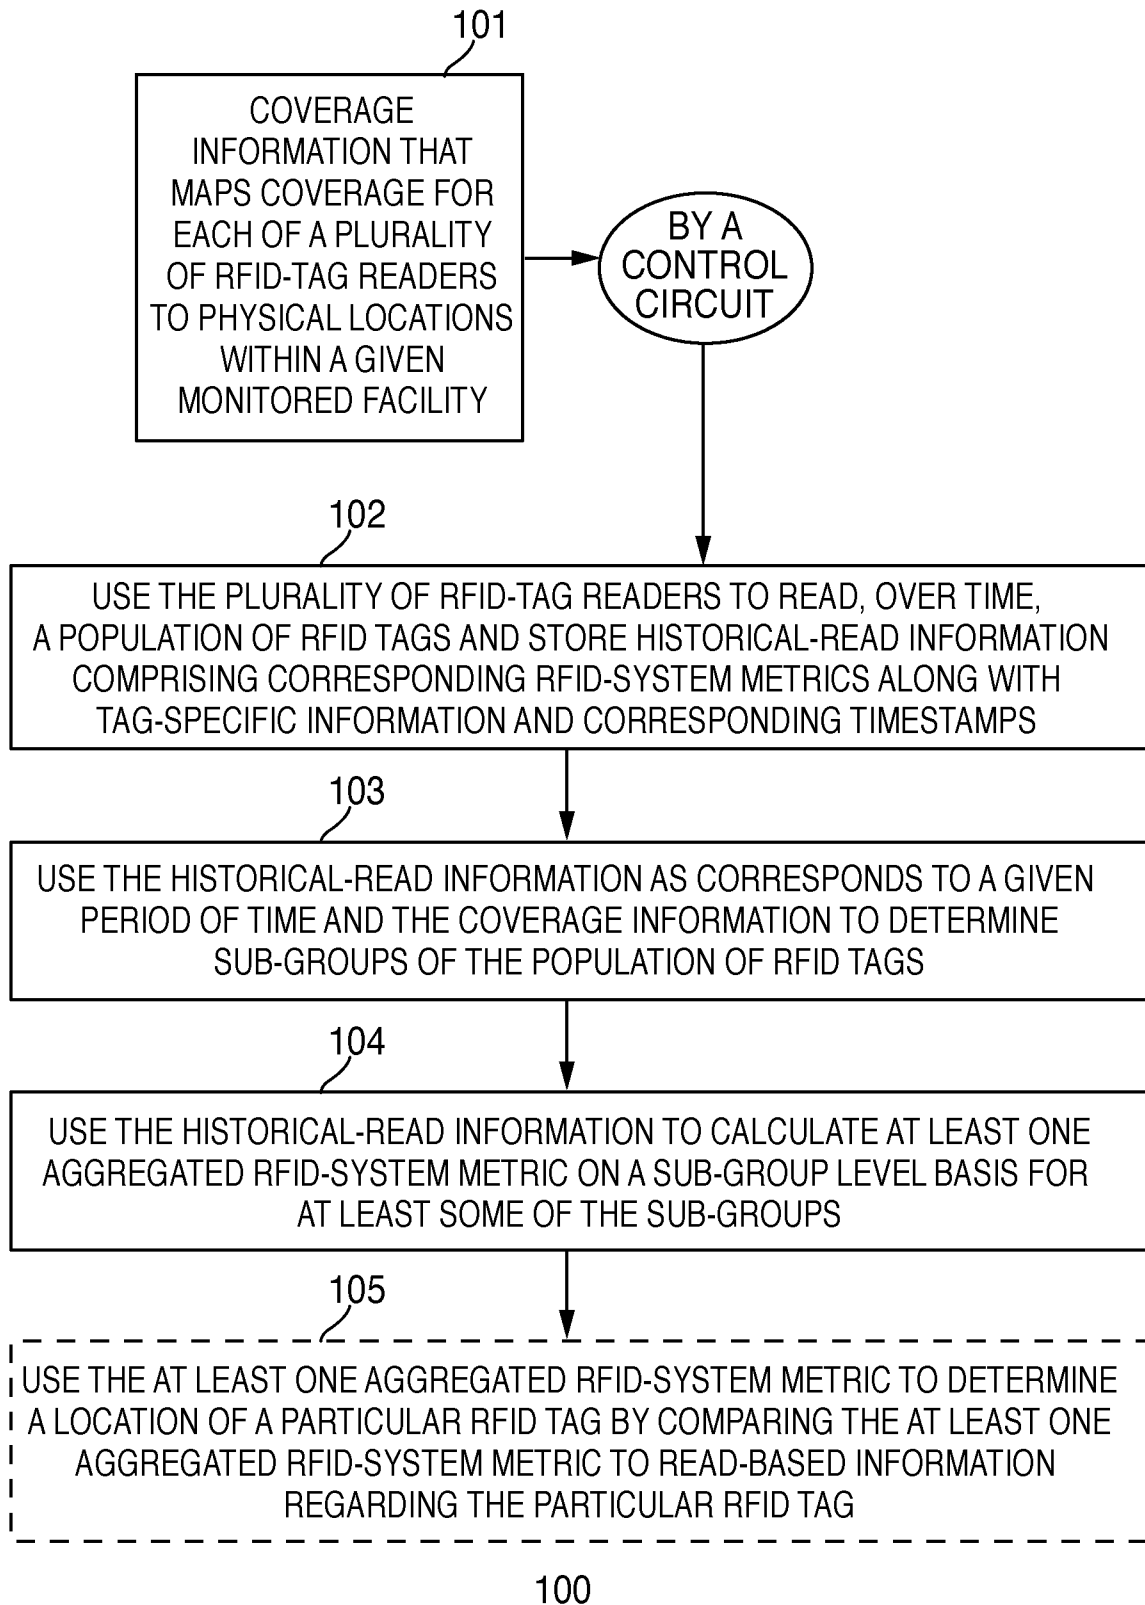 101
COVERAGE
INFORMATION THAT
MAPS COVERAGE FOR
EACH OF A PLURALITY
OF RFID-TAG READERS
TO PHYSICAL LOCATIONS
WITHIN A GIVEN
MONITORED FACILITY
BY A
CONTROL
CIRCUIT
102
USE THE PLURALITY OF RFID-TAG READERS TO READ, OVER TIME,
A POPULATION OF RFID TAGS AND STORE HISTORICAL-READ INFORMATION
COMPRISING CORRESPONDING RFID-SYSTEM METRICS ALONG WITH
TAG-SPECIFIC INFORMATION AND CORRESPONDING TIMESTAMPS
103
USE THE HISTORICAL-READ INFORMATION AS CORRESPONDS TO A GIVEN
PERIOD OF TIME AND THE COVERAGE INFORMATION TO DETERMINE
SUB-GROUPS OF THE POPULATION OF RFID TAGS
104
USE THE HISTORICAL-READ INFORMATION TO CALCULATE AT LEAST ONE
AGGREGATED RFID-SYSTEM METRIC ON A SUB-GROUP LEVEL BASIS FOR
AT LEAST SOME OF THE SUB-GROUPS
105
USE THE AT LEAST ONE AGGREGATED RFID-SYSTEM METRIC TO DETERMINE
A LOCATION OF A PARTICULAR RFID TAG BY COMPARING THE AT LEAST ONE
AGGREGATED RFID-SYSTEM METRIC TO READ-BASED INFORMATION
REGARDING THE PARTICULAR RFID TAG
100